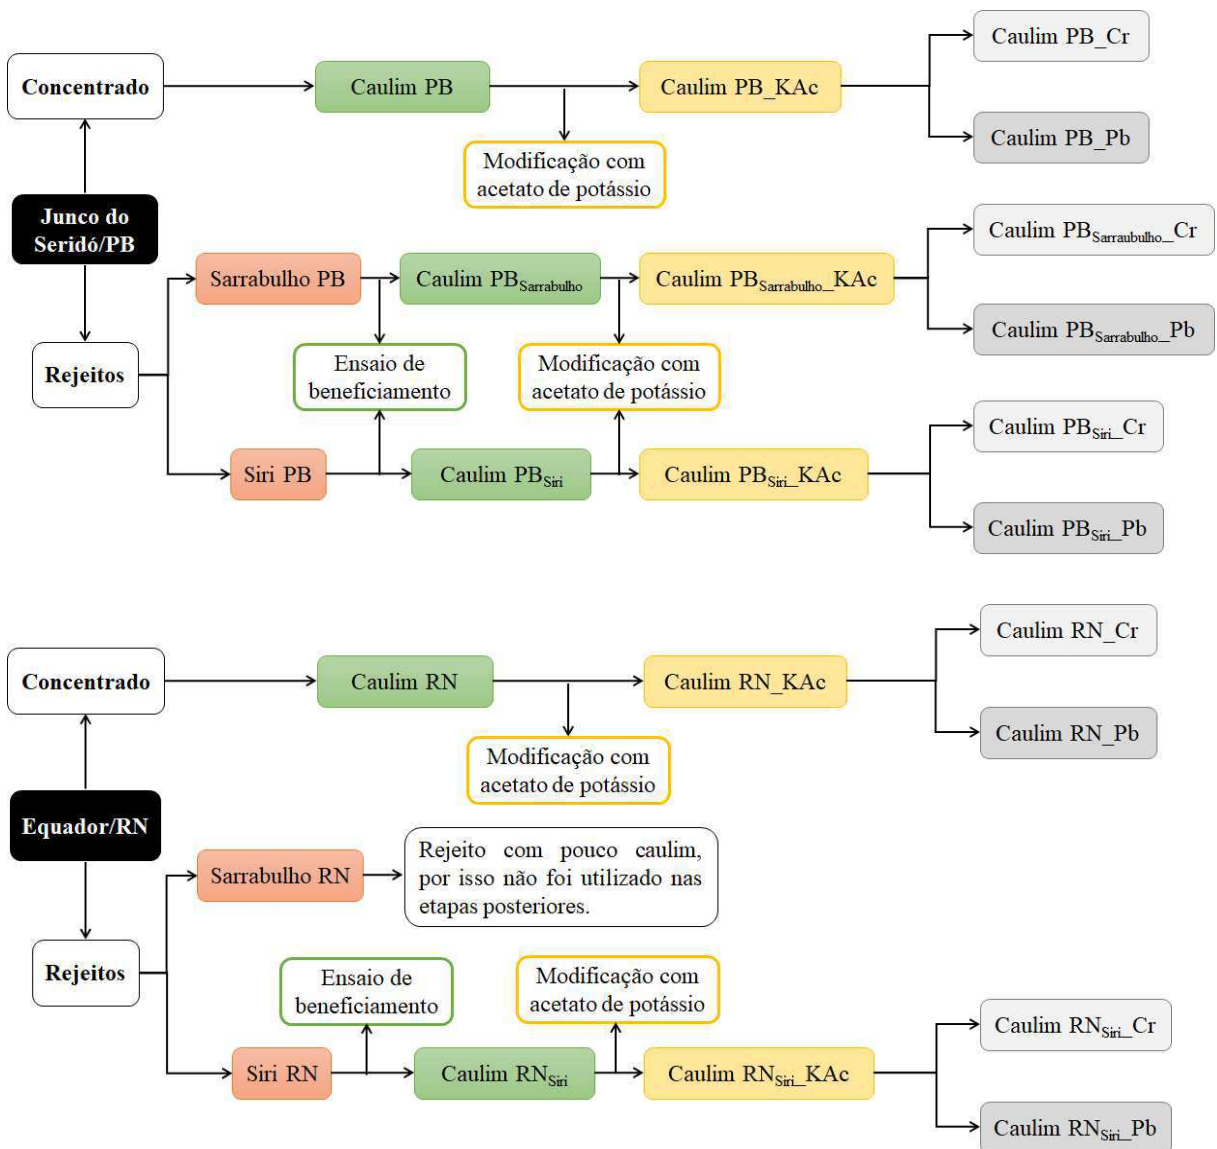 Caulim PB_Cr
Concentrado
Caulim PB
Caulim PB_KAc
Caulim PB_Pb
Modificação com
acetato de potássio
Junco do
Seridó/PB
Caulim PBSarraubulho_Cr
Sarrabulho PB
Caulim PBSarrabulho
Caulim PBSarrabulho_KAc
Caulim PBSarrabulho_Pb
Rejeitos
Ensaio de
beneficiamento
Modificação com
acetato de potássio
Caulim PBSiri_Cr
Siri PB
Caulim PBSiri
Caulim PBSiri_KAc
Caulim PBSiri_Pb
Caulim RN_Cr
Concentrado
Caulim RN
Caulim RN_KAc
Caulim RN_Pb
Modificação com
acetato de potássio
Equador/RN
Sarrabulho RN
Rejeito com pouco caulim,
por isso não foi utilizado nas
etapas posteriores.
Rejeitos
Ensaio de
beneficiamento
Modificação com
acetato de potássio
Caulim RNSiri_Cr
Siri RN
Caulim RNSiri
Caulim RNSiri_KAc
Caulim RNSiri_Pb